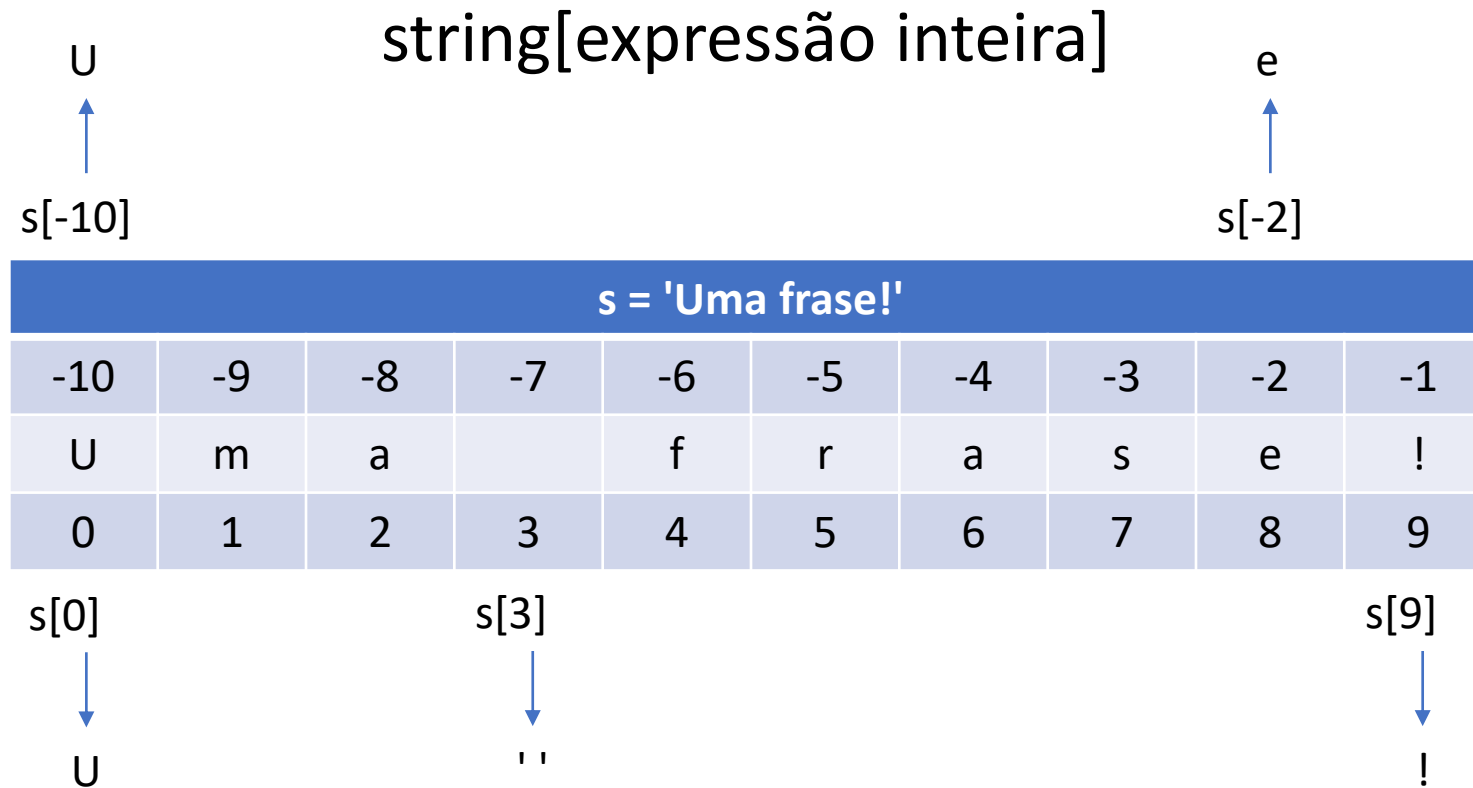 string[expressão inteira]
U e
s[-10] s[-2]
s = 'Uma frase!'
-10 -9 -8 -7 -6 -5 -4 -3 -2 -1
U m a f r a s e !
0 1 2 3 4 5 6 7 8 9
s[0] s[3] s[9]
U ' ' !